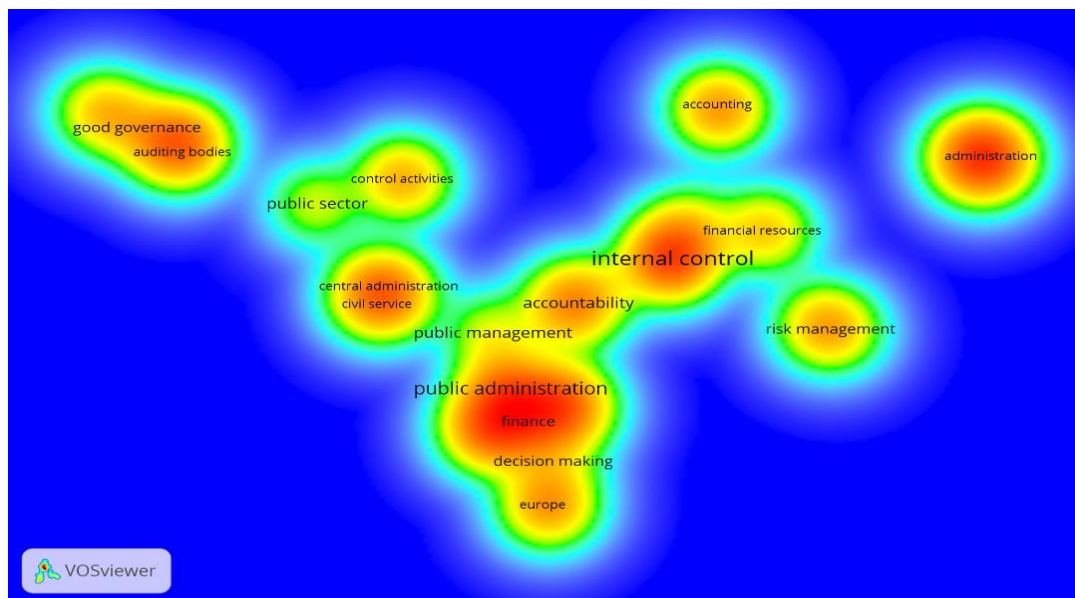 accounting
good governance
auditing bodies
administration
control activities
public sector
financial resources
internal control
central administration
civil service
accountability
public management
risk management
public administration
finance
decision making
europe
VOSviewer